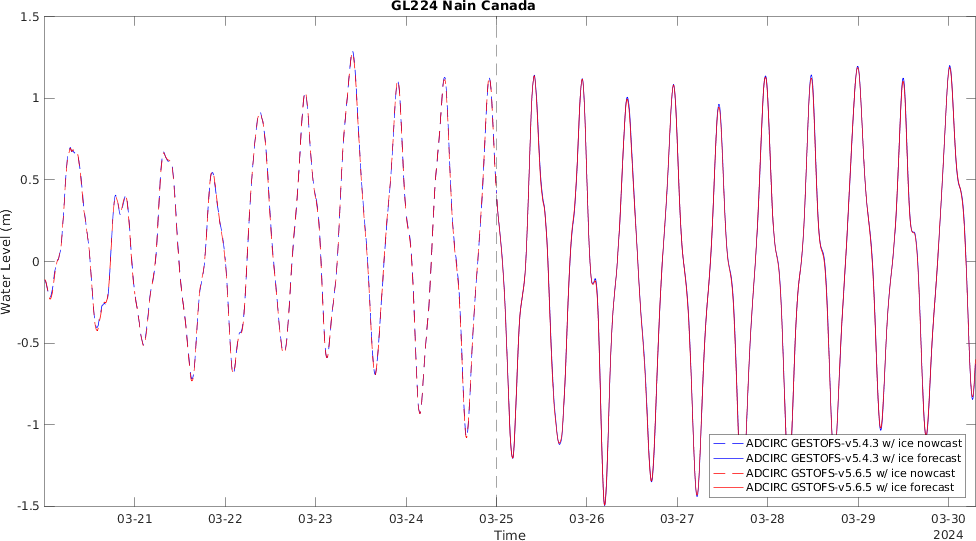 GL224 Nain Canada
1.5
1
0.5
0
-0.5
-1
-1.5
Water Level (m)
ADCIRC GESTOFS-v5.4.3 w/ ice nowcast
ADCIRC GESTOFS-v5.4.3 w/ ice forecast
ADCIRC GSTOFS-v5.6.5 w/ ice nowcast
ADCIRC GSTOFS-v5.6.5 w/ ice forecast
03-21 03-22 03-23 03-24 03-25 03-26 03-27 03-28 03-29 03-30
Time 2024